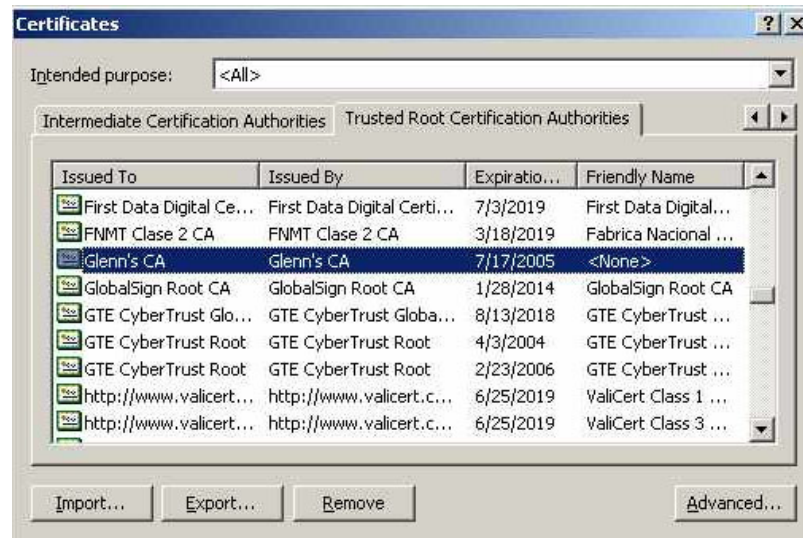 Certificates
Intended purpose: <All>
Intermediate Certification Authorities Trusted Root Certification Authorities
Issued To Issued By Expiratio... Friendly Name
First Data Digital Ce... First Data Digital Certi... 7/3/2019 First Data Digital...
FNMT Clase 2 CA FNMT Clase 2 CA 3/18/2019 Fabrica Nacional ...
Glenn's CA Glenn's CA 7/17/2005 <None>
GlobalSign Root CA GlobalSign Root CA 1/28/2014 GlobalSign Root CA
GTE CyberTrust Glo... GTE CyberTrust Globa... 8/13/2018 GTE CyberTrust ...
GTE CyberTrust Root GTE CyberTrust Root 4/3/2004 GTE CyberTrust ...
GTE CyberTrust Root GTE CyberTrust Root 2/23/2006 GTE CyberTrust ...
http://www.valicert... http://www.valicert.c... 6/25/2019 ValiCert Class 1 ...
http://www.valicert... http://www.valicert.c... 6/25/2019 ValiCert Class 3 ...
Import... Export... Remove Advanced...